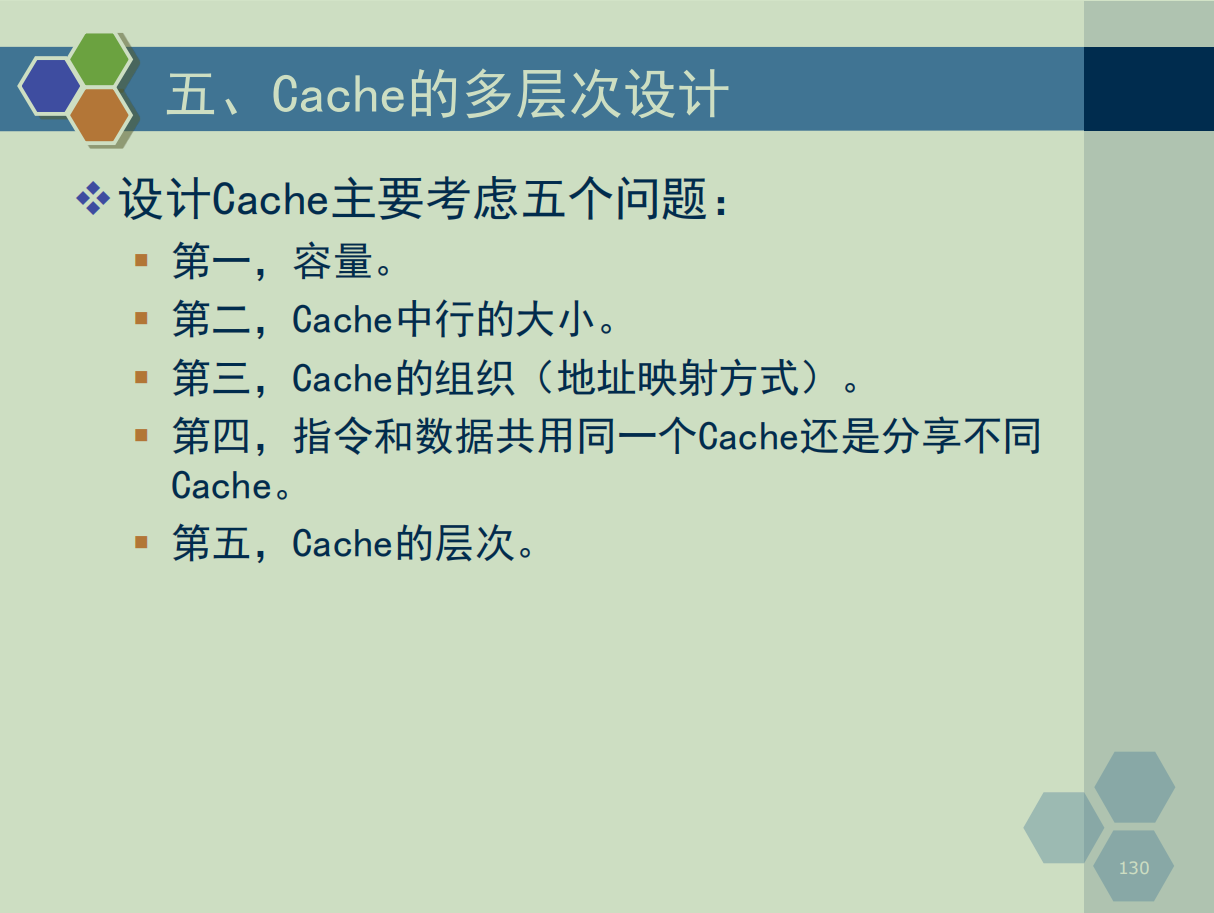 五、Cache的多层次设计
设计Cache主要考虑五个问题：
第一，容量。
第二，Cache中行的大小。
第三，Cache的组织（地址映射方式）。
第四，指令和数据共用同一个Cache还是分享不同
Cache。
第五，Cache的层次。
130